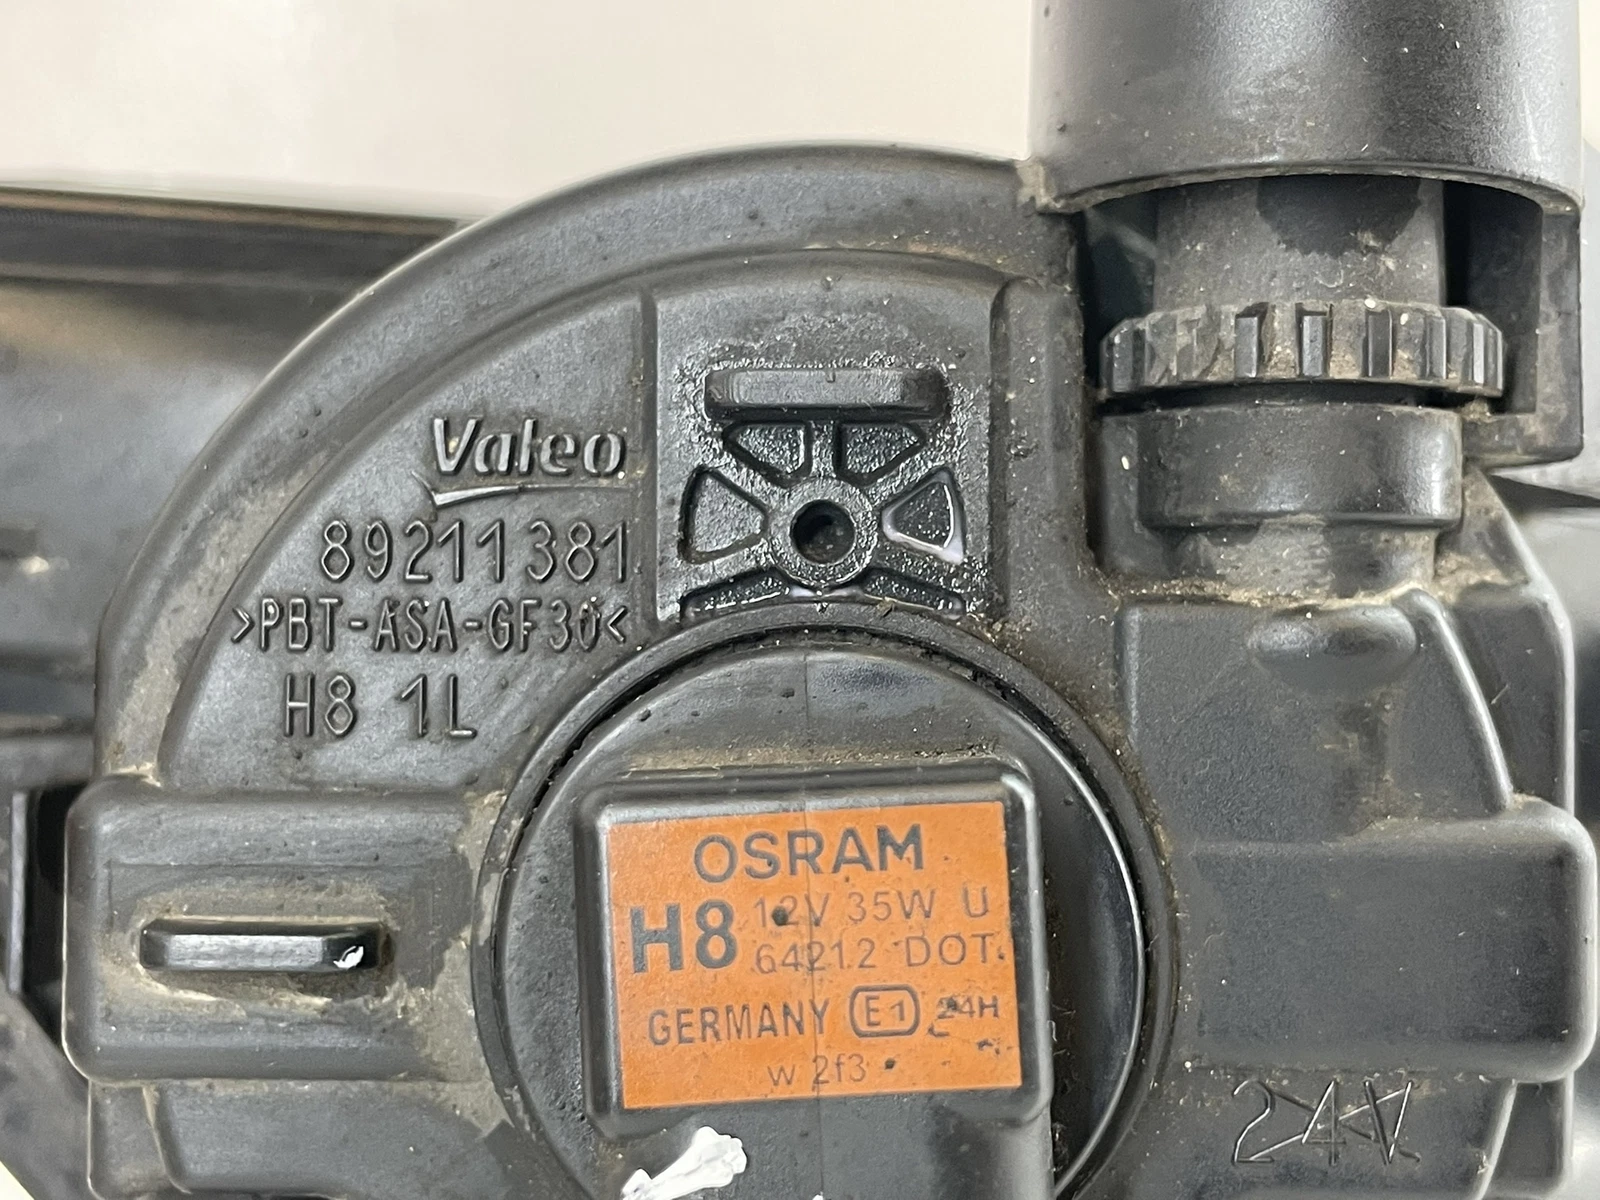 Valeo
89211381
>PBT-ASA-GF30<
H8 1L
OSRAM
H8 12V 35W U
64212 DOT
GERMANY E1 24H
w 2f3
24V